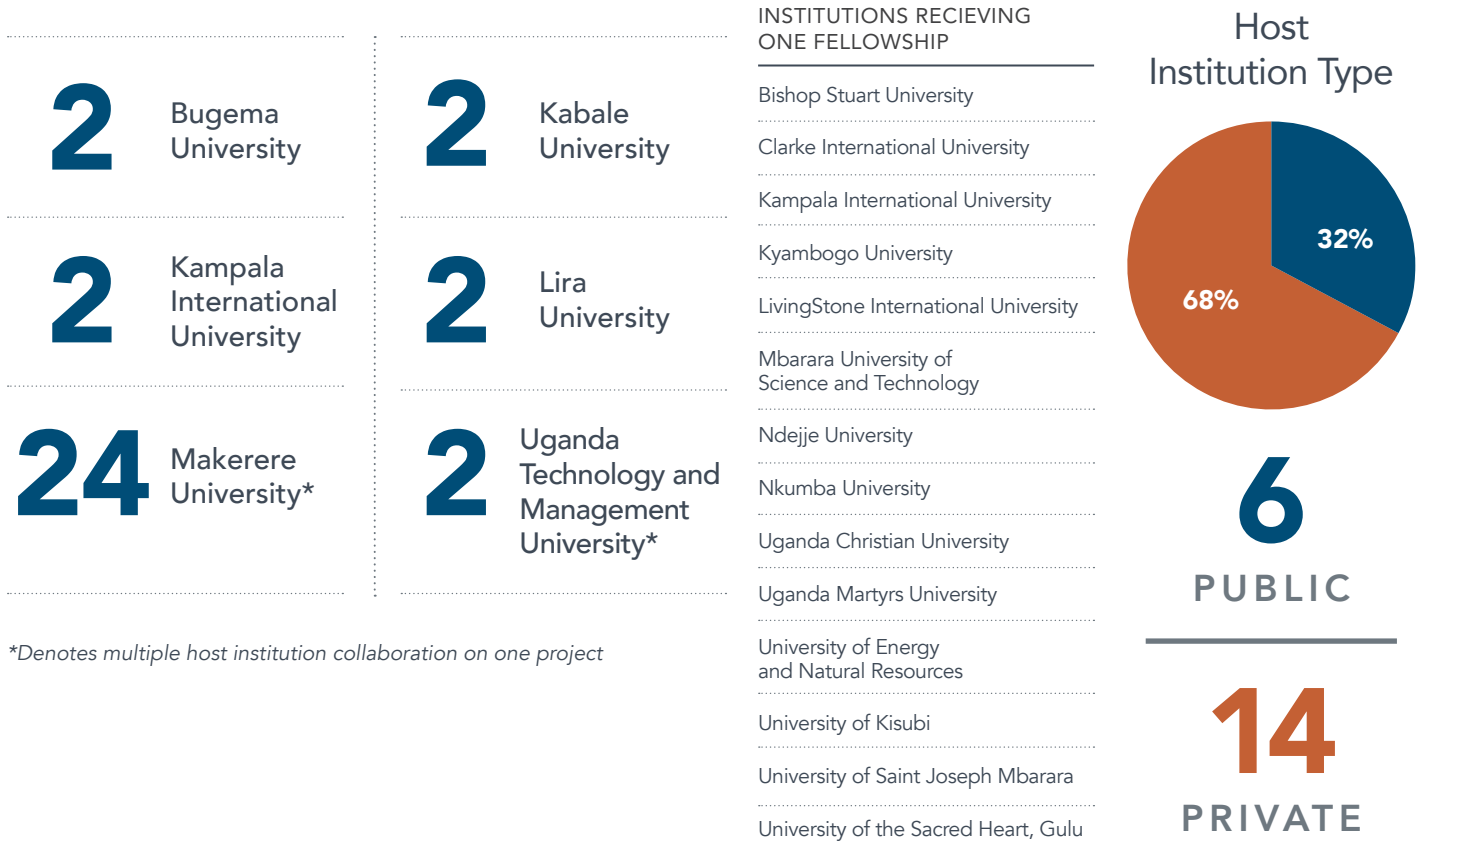 2
Bugema
University
2
Kabale
University
2
Kampala
International
University
2
Lira
University
24
Makerere
University*
2
Uganda
Technology and
Management
University*
*Denotes multiple host institution collaboration on one project
INSTITUTIONS RECIEVING
ONE FELLOWSHIP
Bishop Stuart University
Clarke International University
Kampala International University
Kyambogo University
LivingStone International University
Mbarara University of
Science and Technology
Ndejje University
Nkumba University
Uganda Christian University
Uganda Martyrs University
University of Energy
and Natural Resources
University of Kisubi
University of Saint Joseph Mbarara
University of the Sacred Heart, Gulu
Host
Institution Type
32%
68%
6
PUBLIC
14
PRIVATE